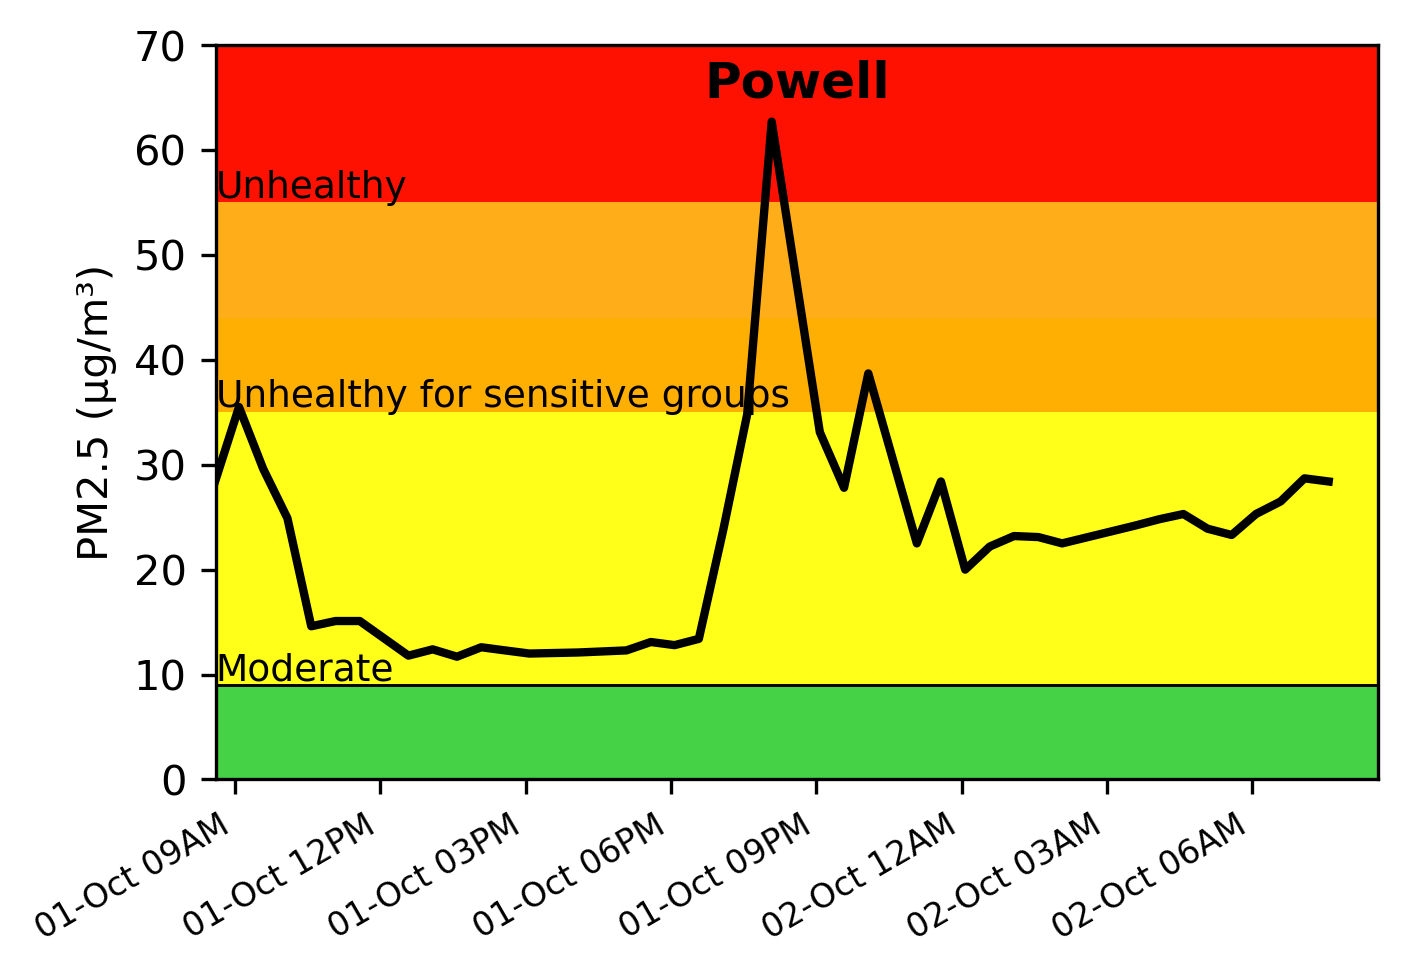 70
Powell
60
Unhealthy
50
40
Unhealthy for sensitive groups
30
20
Moderate
10
0
PM2.5 (µg/m³)
01-Oct 09AM
01-Oct 12PM
01-Oct 03PM
01-Oct 06PM
01-Oct 09PM
02-Oct 12AM
02-Oct 03AM
02-Oct 06AM